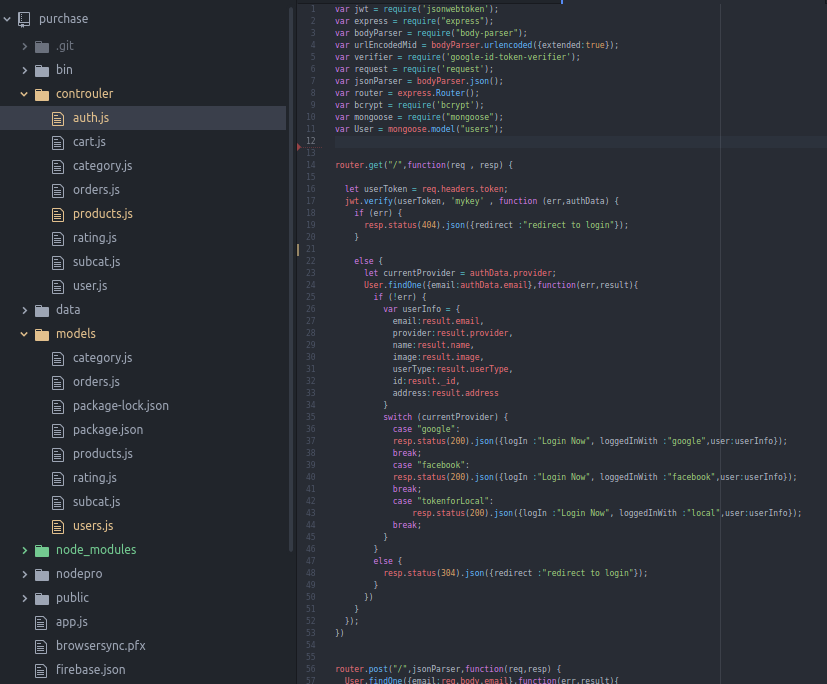 purchase
.git
bin
controuler
auth.js
cart.js
category.js
orders.js
products.js
rating.js
subcat.js
user.js
data
models
category.js
orders.js
package-lock.json
package.json
products.js
rating.js
subcat.js
users.js
node_modules
nodepro
public
app.js
browsersync.pfx
firebase.json
1 var jwt = require('jsonwebtoken');
2 var express = require("express");
3 var bodyParser = require("body-parser");
4 var urlEncodedMid = bodyParser.urlencoded({extended:true});
5 var verifier = require('google-id-token-verifier');
6 var request = require('request');
7 var jsonParser = bodyParser.json();
8 var router = express.Router();
9 var bcrypt = require('bcrypt');
10 var mongoose = require("mongoose");
11 var User = mongoose.model("users");
12
13
14 router.get("/",function(req , resp) {
15
16 let userToken = req.headers.token;
17 jwt.verify(userToken, 'mykey' , function (err,authData) {
18 if (err) {
19 resp.status(404).json({redirect :"redirect to login"});
20 }
21
22 else {
23 let currentProvider = authData.provider;
24 User.findOne({email:authData.email},function(err,result){
25 if (!err) {
26 var userInfo = {
27 email:result.email,
28 provider:result.provider,
29 name:result.name,
30 image:result.image,
31 userType:result.userType,
32 id:result._id,
33 address:result.address
34 }
35 switch (currentProvider) {
36 case "google":
37 resp.status(200).json({logIn :"Login Now", loggedInWith :"google",user:userInfo});
38 break;
39 case "facebook":
40 resp.status(200).json({logIn :"Login Now", loggedInWith :"facebook",user:userInfo});
41 break;
42 case "tokenforLocal":
43 resp.status(200).json({logIn :"Login Now", loggedInWith :"local",user:userInfo});
44 break;
45 }
46 }
47 else {
48 resp.status(304).json({redirect :"redirect to login"});
49 }
50 })
51 }
52 });
53 })
54
55
56 router.post("/",jsonParser,function(req,resp) {
57 User.findOne({email:req.body.email},function(err,result){